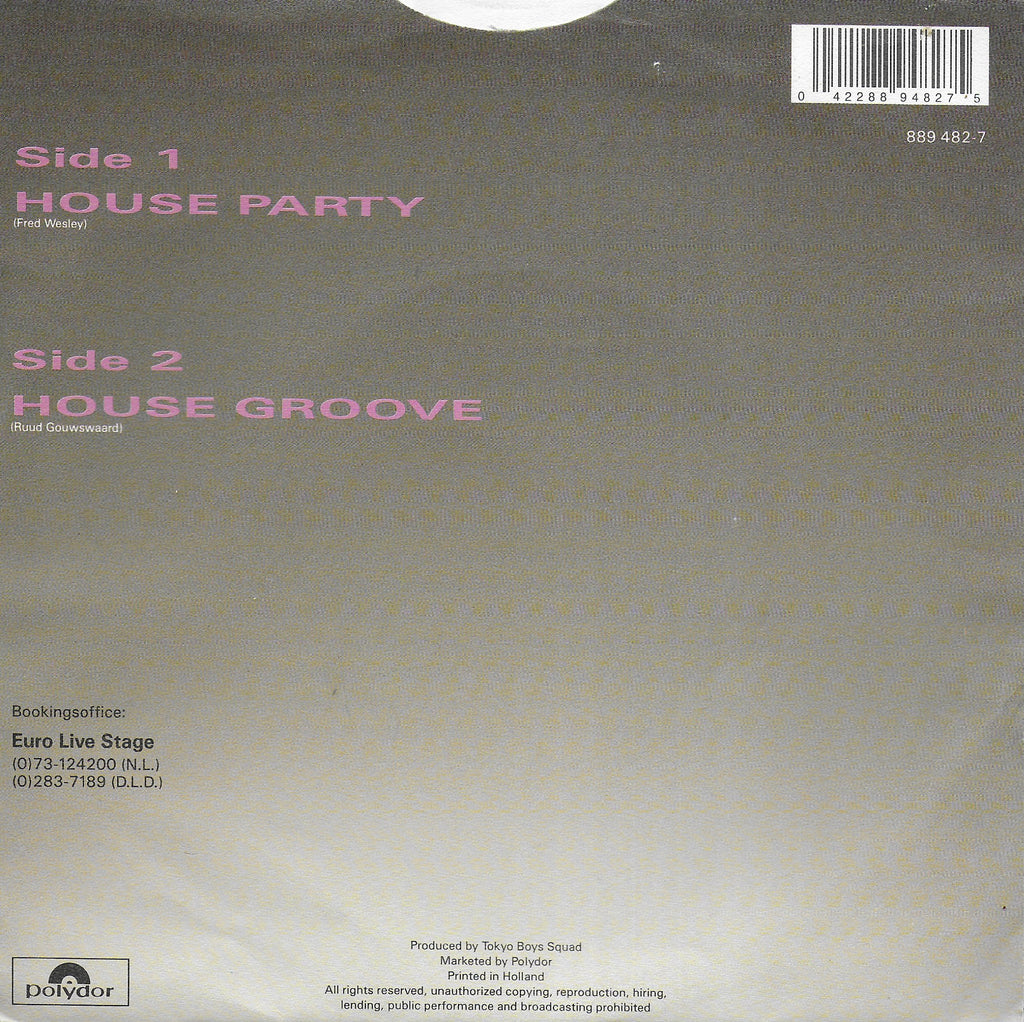 0 42288 94827 5
889 482-7
Side 1
HOUSE PARTY
(Fred Wesley)
Side 2
HOUSE GROOVE
(Ruud Gouwswaard)
Bookingsoffice:
Euro Live Stage
(0)73-124200 (N.L.)
(0)283-7189 (D.L.D.)
Produced by Tokyo Boys Squad
Marketed by Polydor
Printed in Holland
All rights reserved, unauthorized copying, reproduction, hiring,
lending, public performance and broadcasting prohibited
polydor